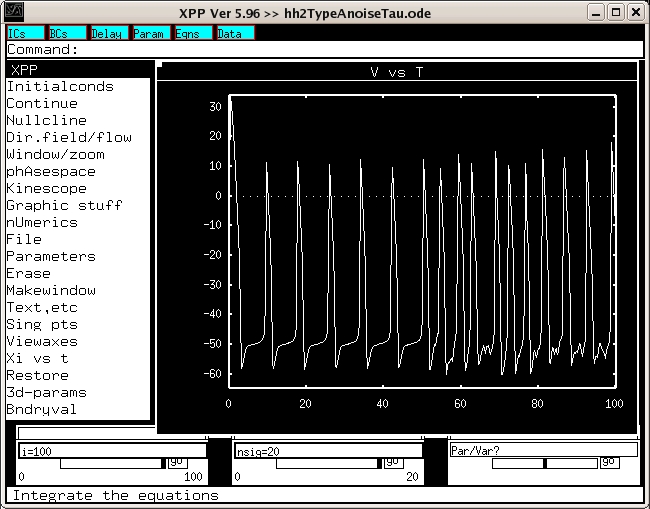 XPP Ver 5.96 >> hh2TypeAnoiseTau.ode
ICs BCs Delay Param Eqns Data
Command:
XPP
V vs T
Initialconds
Continue
Nullcline
Dir.field/flow
Window/zoom
phAsespace
Kinescope
Graphic stuff
nUmerics
File
Parameters
Erase
Makewindow
Text,etc
Sing pts
Viewaxes
Xi vs t
Restore
3d-params
Bndryval
30
20
10
0
-10
-20
-30
-40
-50
-60
0 20 40 60 80 100
i=100 nsig=20 Par/Var?
go go go
0 100 0 20
Integrate the equations